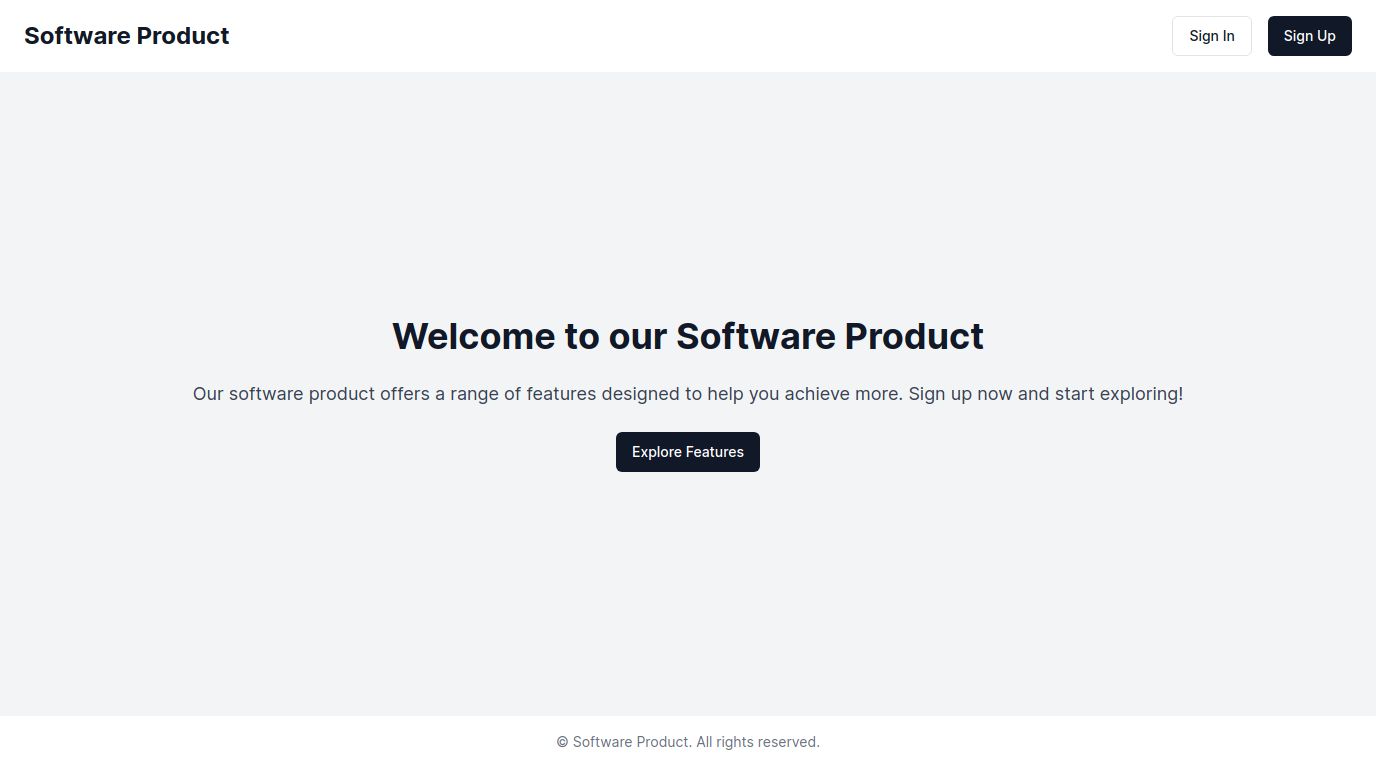 Software Product
Sign In
Sign Up
Welcome to our Software Product
Our software product offers a range of features designed to help you achieve more. Sign up now and start exploring!
Explore Features
© Software Product. All rights reserved.